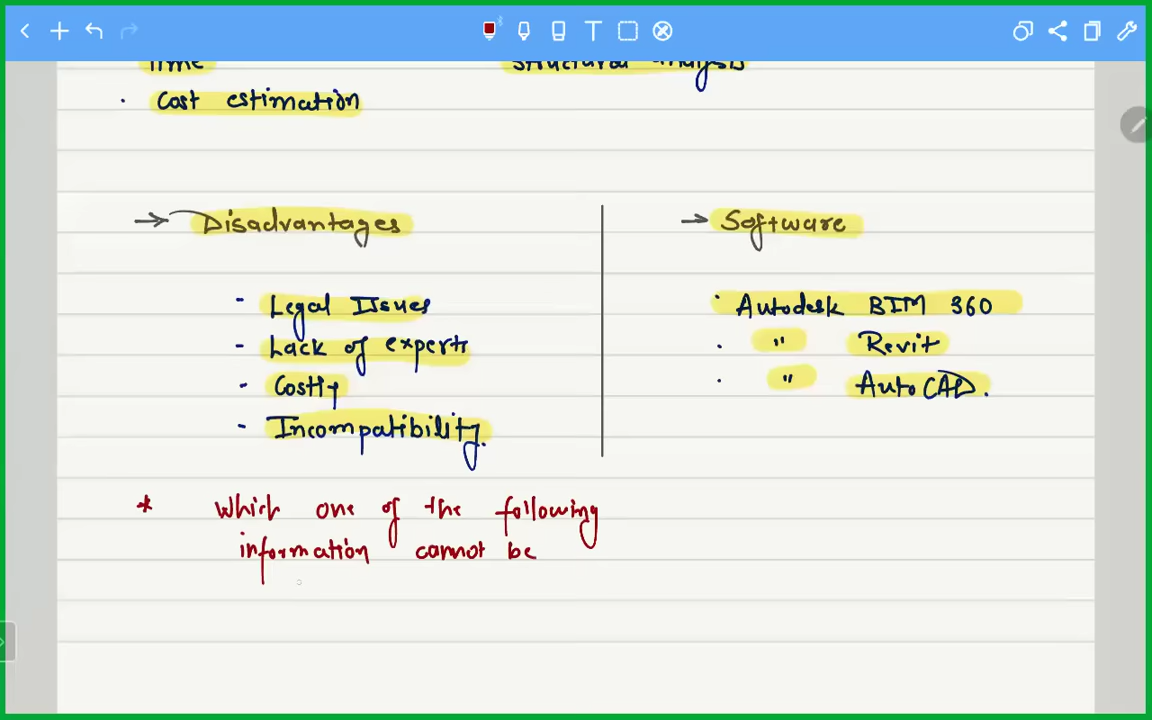 Time
structural analysis
· Cost estimation
→ Disadvantages
- Legal Issues
- Lack of experts
- Costly
- Incompatibility.
→ Software
· Autodesk BIM 360
· " Revit
· " AutoCAD.
* Which one of the following
information cannot be